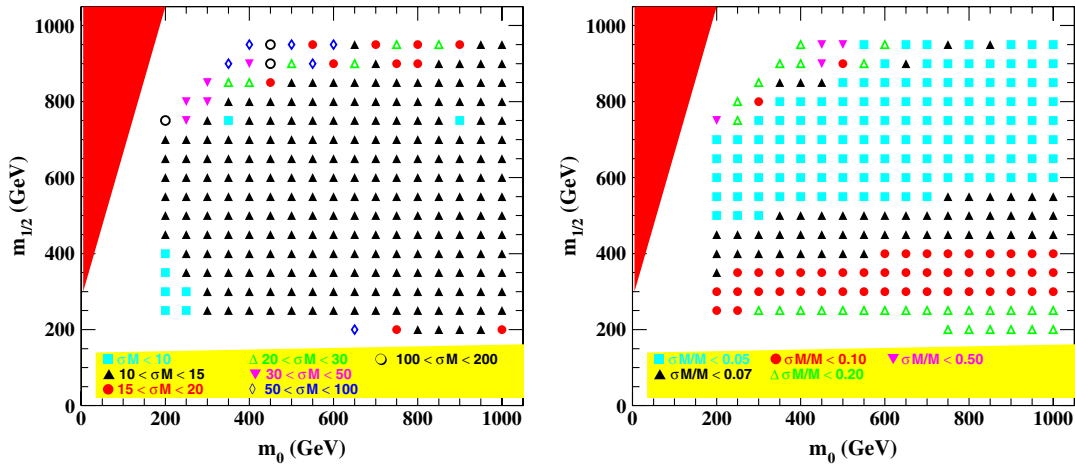 m1/2 (GeV)
1000
800
600
400
200
0
0 200 400 600 800 1000
m0 (GeV)
σM < 10
10 < σM < 15
15 < σM < 20
20 < σM < 30
30 < σM < 50
50 < σM < 100
100 < σM < 200
m1/2 (GeV)
1000
800
600
400
200
0
0 200 400 600 800 1000
m0 (GeV)
σM/M < 0.05
σM/M < 0.07
σM/M < 0.10
σM/M < 0.20
σM/M < 0.50